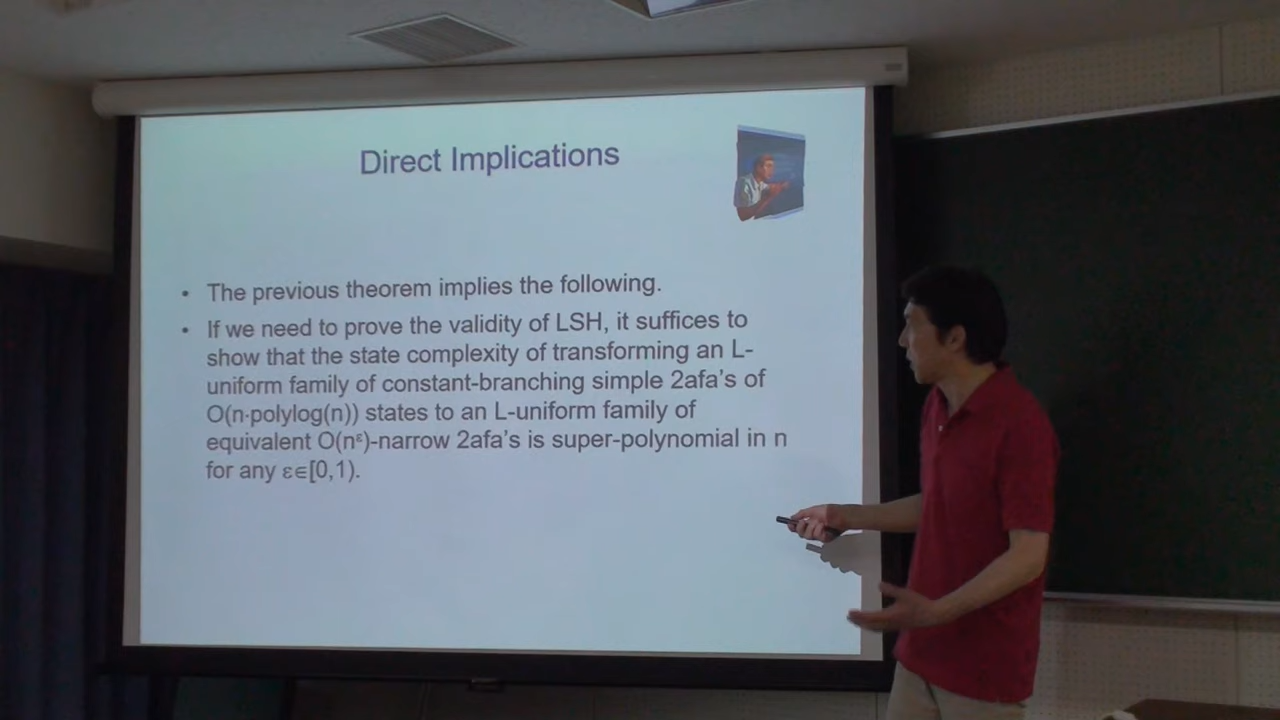 Direct Implications
• The previous theorem implies the following.
• If we need to prove the validity of LSH, it suffices to
show that the state complexity of transforming an L-
uniform family of constant-branching simple 2afa's of
O(n·polylog(n)) states to an L-uniform family of
equivalent O(nᵋ)-narrow 2afa's is super-polynomial in n
for any ε∈[0,1).